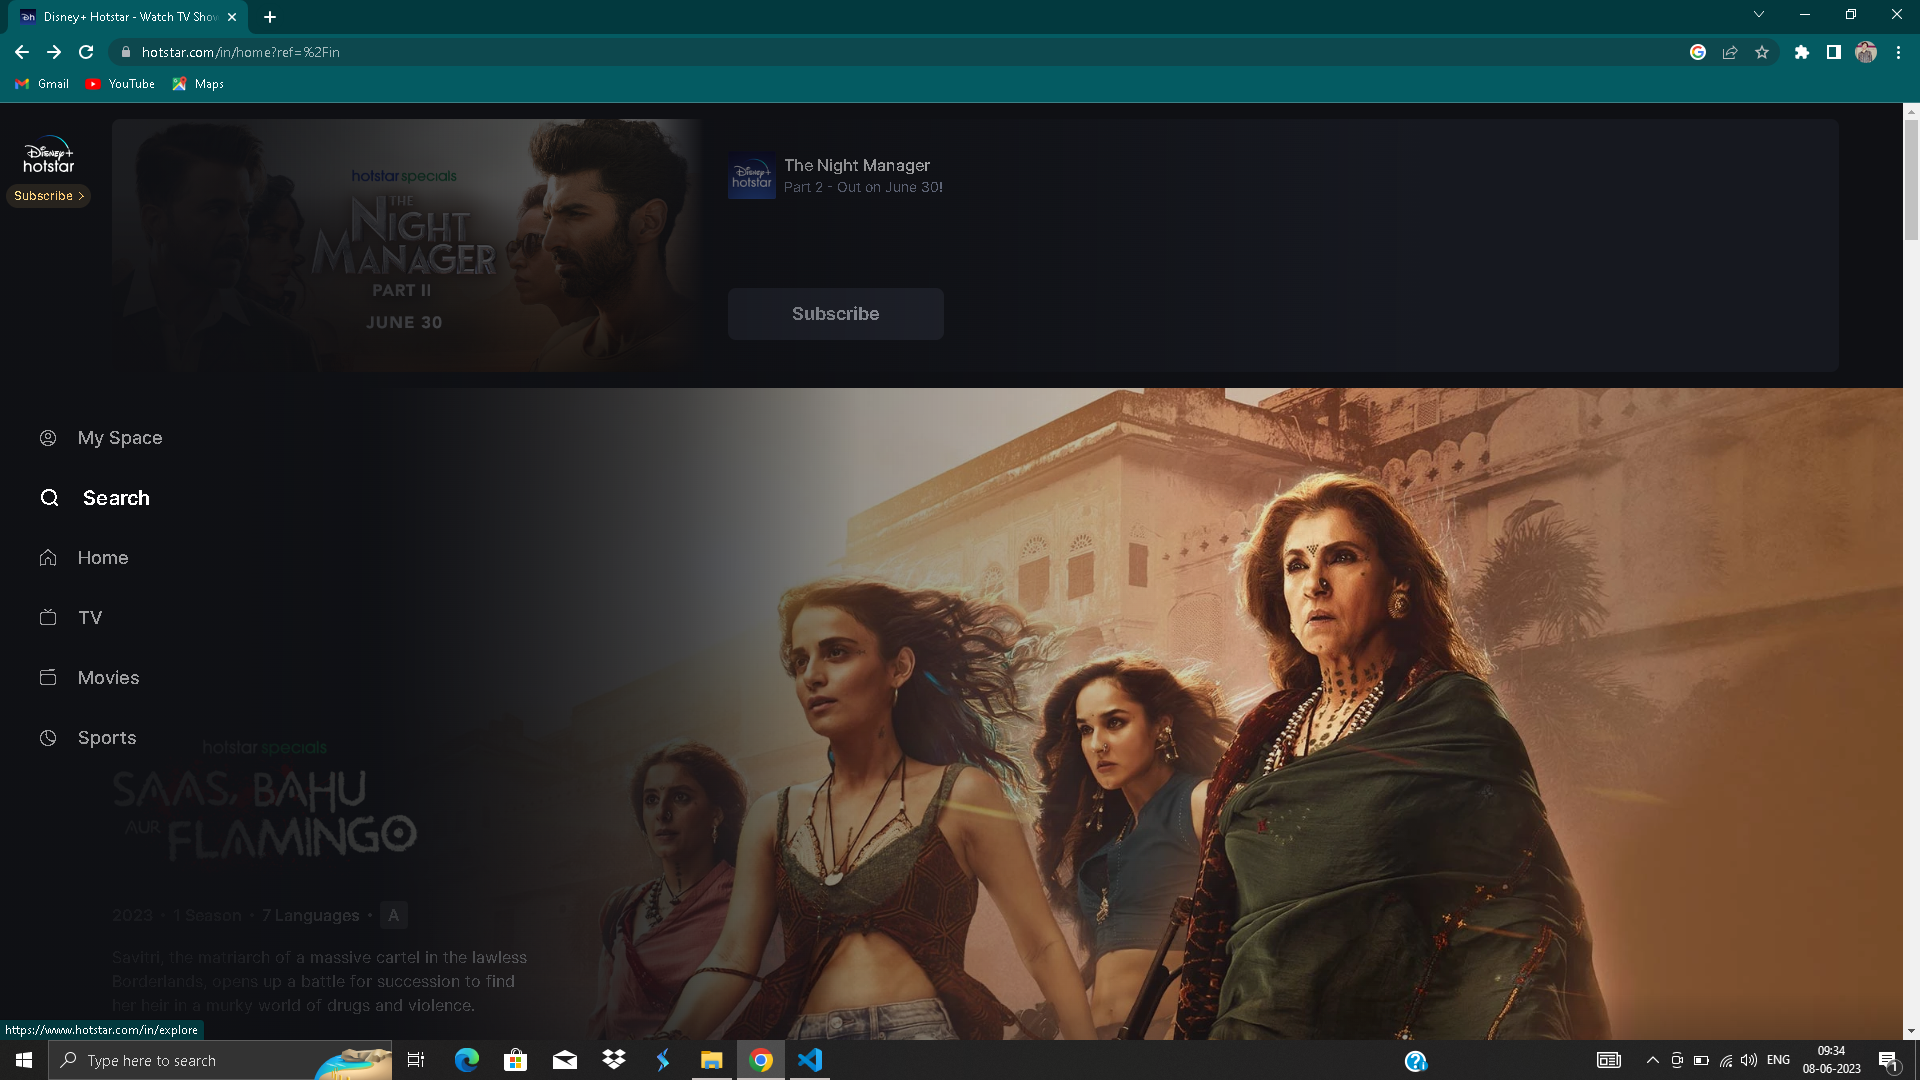 Disney+ Hotstar - Watch TV Show
hotstar.com/in/home?ref=%2Fin
Gmail
YouTube
Maps
Disney+
hotstar
Subscribe >
hotstar specials
THE
NIGHT
MANAGER
PART II
JUNE 30
Disney+
hotstar
The Night Manager
Part 2 - Out on June 30!
Subscribe
My Space
Search
Home
TV
Movies
Sports
hotstar specials
SAAS, BAHU
AUR FLAMINGO
2023 • 1 Season • 7 Languages • A
Savitri, the matriarch of a massive cartel in the lawless
Borderlands, opens up a battle for succession to find
her heir in a murky world of drugs and violence.
https://www.hotstar.com/in/explore
Type here to search
ENG
09:34
08-06-2023
1